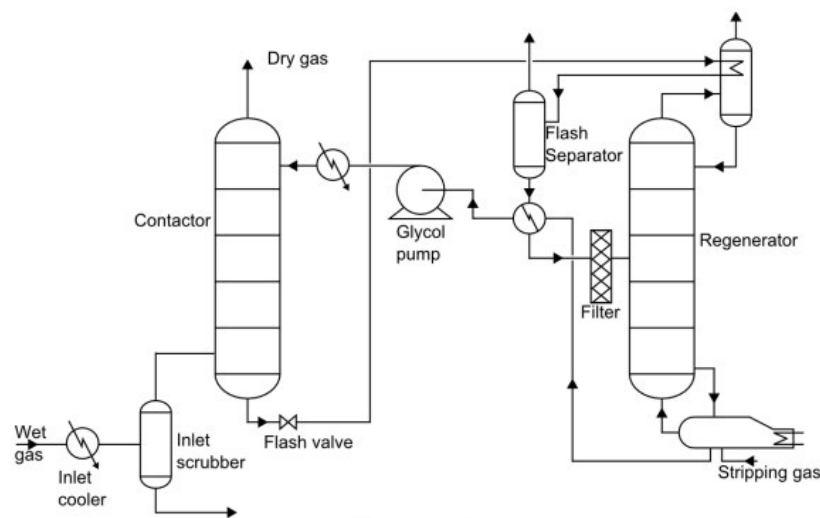 Dry gas
Flash
Separator
Contactor
Glycol
pump
Regenerator
Filter
Wet
gas
Inlet
cooler
Inlet
scrubber
Flash valve
Stripping gas